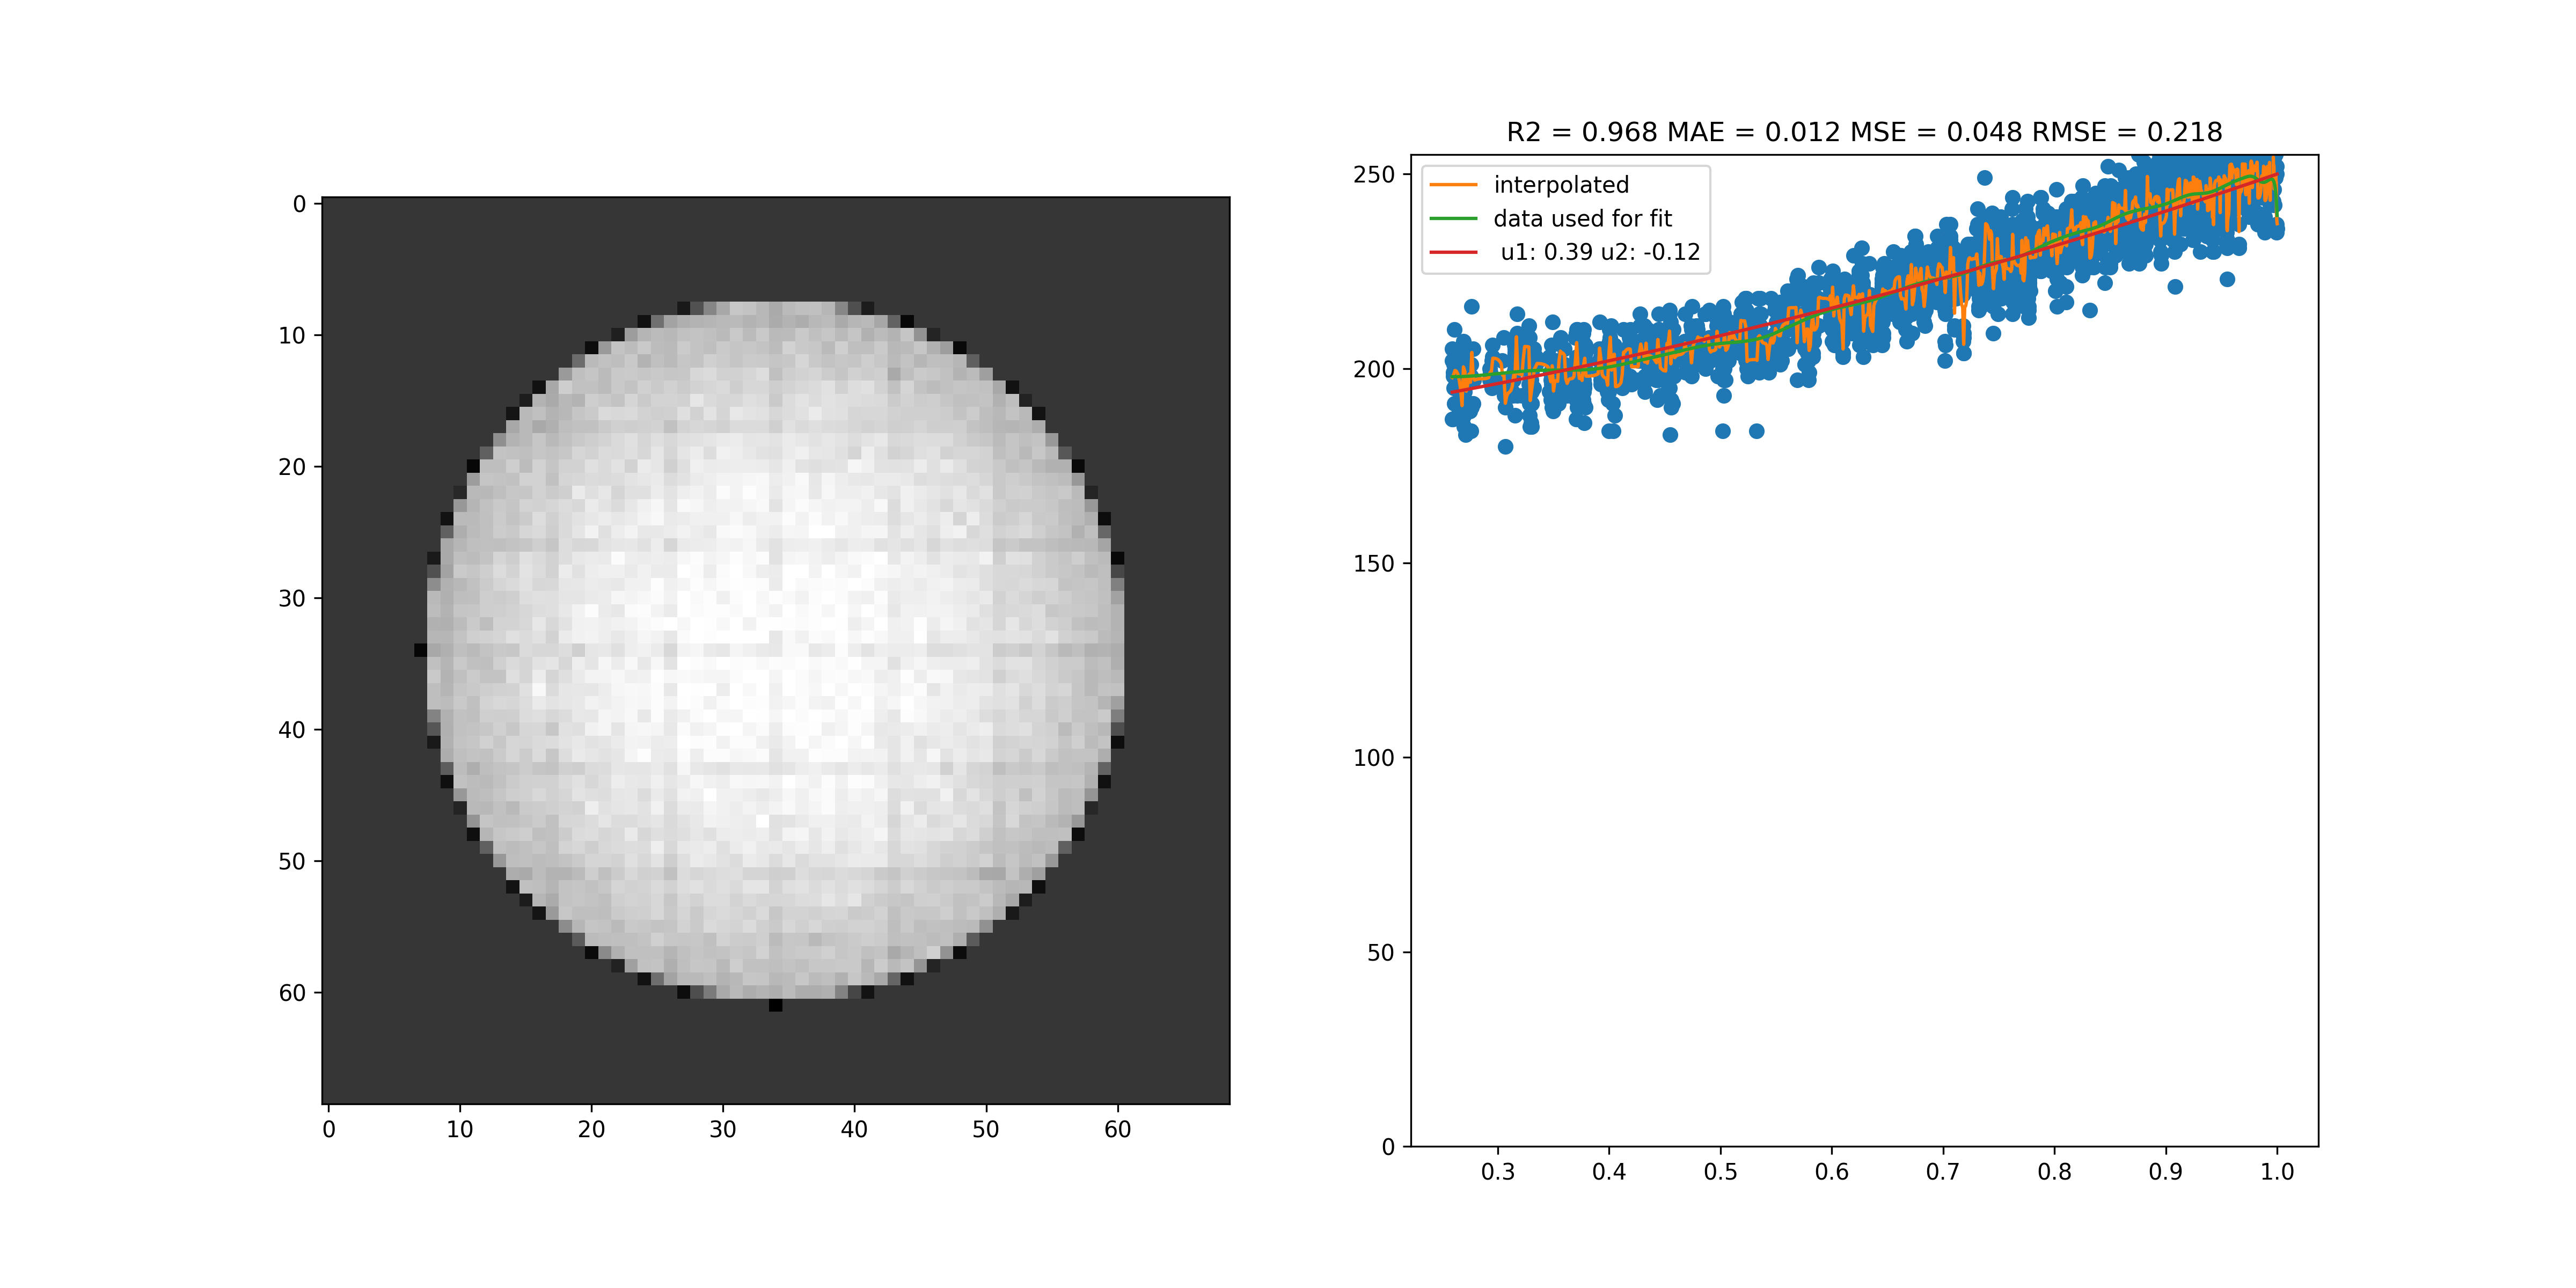 0
10
20
30
40
50
60
0 10 20 30 40 50 60
R2 = 0.968 MAE = 0.012 MSE = 0.048 RMSE = 0.218
interpolated
data used for fit
u1: 0.39 u2: -0.12
250
200
150
100
50
0
0.3 0.4 0.5 0.6 0.7 0.8 0.9 1.0